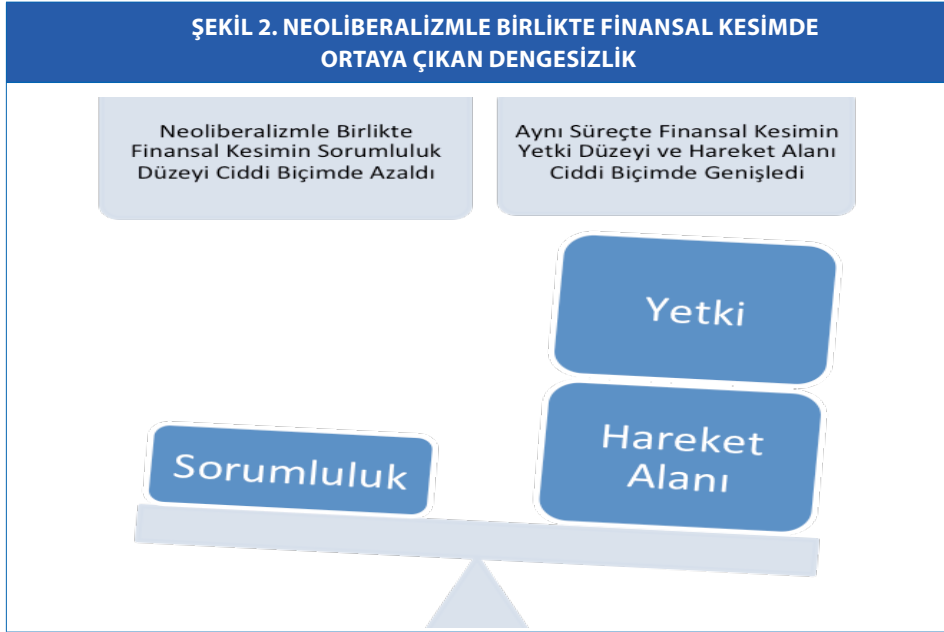 ŞEKİL 2. NEOLİBERALİZMLE BİRLİKTE FİNANSAL KESİMDE
ORTAYA ÇIKAN DENGESİZLİK
Neoliberalizmle Birlikte
Finansal Kesimin Sorumluluk
Düzeyi Ciddi Biçimde Azaldı
Aynı Süreçte Finansal Kesimin
Yetki Düzeyi ve Hareket Alanı
Ciddi Biçimde Genişledi
Yetki
Hareket
Alanı
Sorumluluk